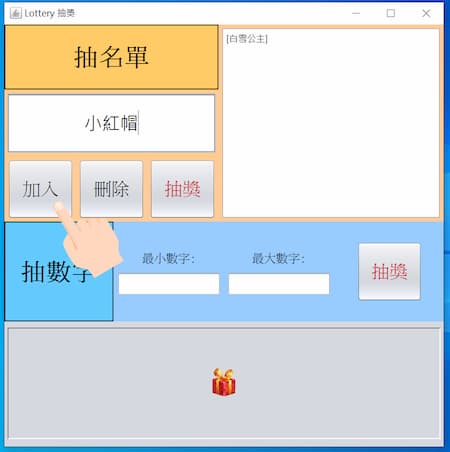 Lottery 抽獎
抽名單
[白雪公主]
小紅帽
加入
刪除
抽獎
抽數字
最小數字:
最大數字:
抽獎